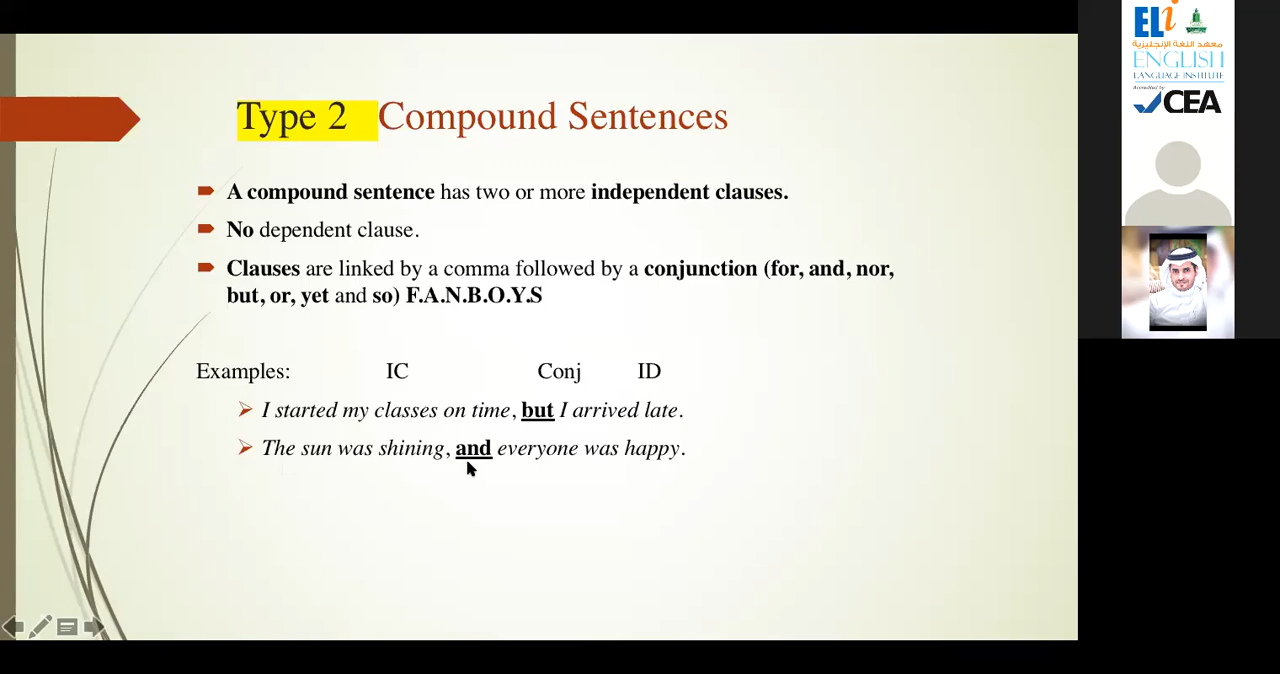 Type 2 Compound Sentences
A compound sentence has two or more independent clauses.
No dependent clause.
Clauses are linked by a comma followed by a conjunction (for, and, nor,
but, or, yet and so) F.A.N.B.O.Y.S
Examples: IC Conj ID
I started my classes on time, but I arrived late.
The sun was shining, and everyone was happy.
ELi
معهد اللغة الإنجليزية
ENGLISH
LANGUAGE INSTITUTE
Accredited by
CEA